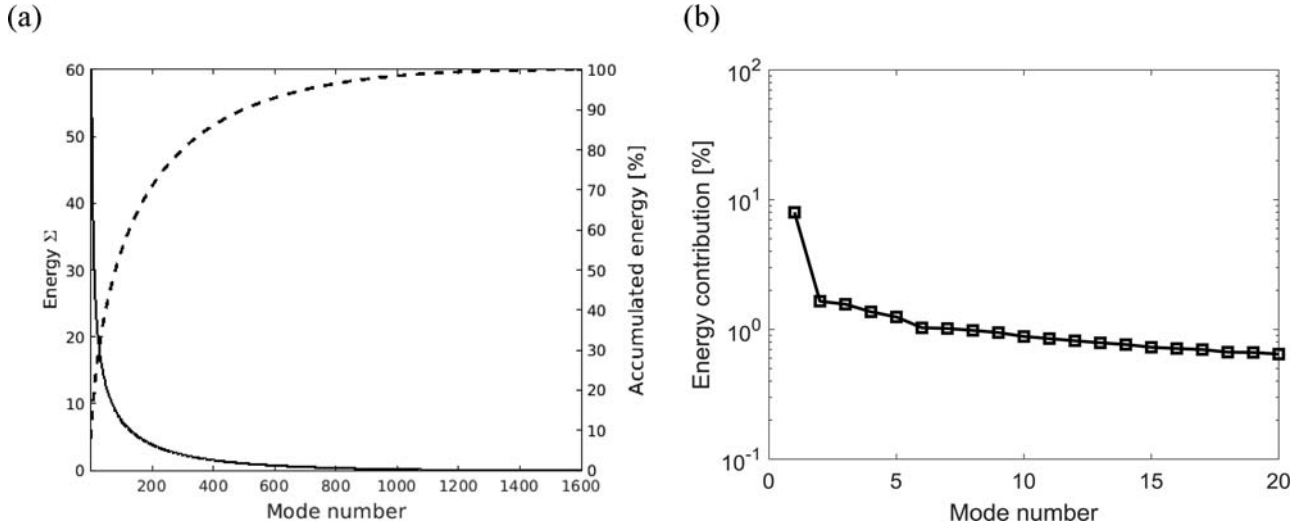 (a)
(b)
60
50
40
30
20
10
0
Energy Σ
100
90
80
70
60
50
40
30
20
10
0
Accumulated energy [%]
200 400 600 800 1000 1200 1400 1600
Mode number
10²
10¹
10⁰
10⁻¹
Energy contribution [%]
0 5 10 15 20
Mode number